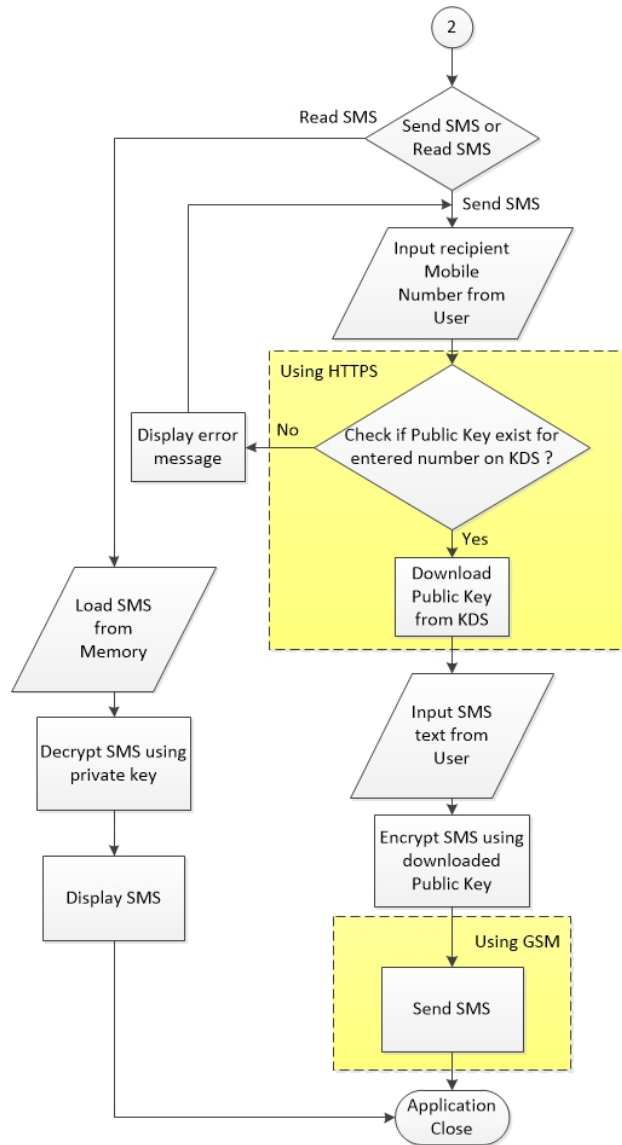 2
Read SMS
Send SMS or
Read SMS
Send SMS
Input recipient
Mobile
Number from
User
Using HTTPS
Display error
message
No
Check if Public Key exist for
entered number on KDS ?
Yes
Download
Public Key
from KDS
Load SMS
from
Memory
Input SMS
text from
User
Decrypt SMS using
private key
Encrypt SMS using
downloaded
Public Key
Display SMS
Using GSM
Send SMS
Application
Close